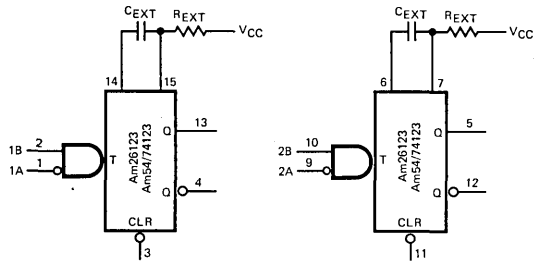 CEXT
REXT
VCC
14
15
1B
2
1A
1
T
Am26123
Am54/74123
Q
13
Q
4
CLR
3
CEXT
REXT
VCC
6
7
2B
10
2A
9
T
Am26123
Am54/74123
Q
5
Q
12
CLR
11